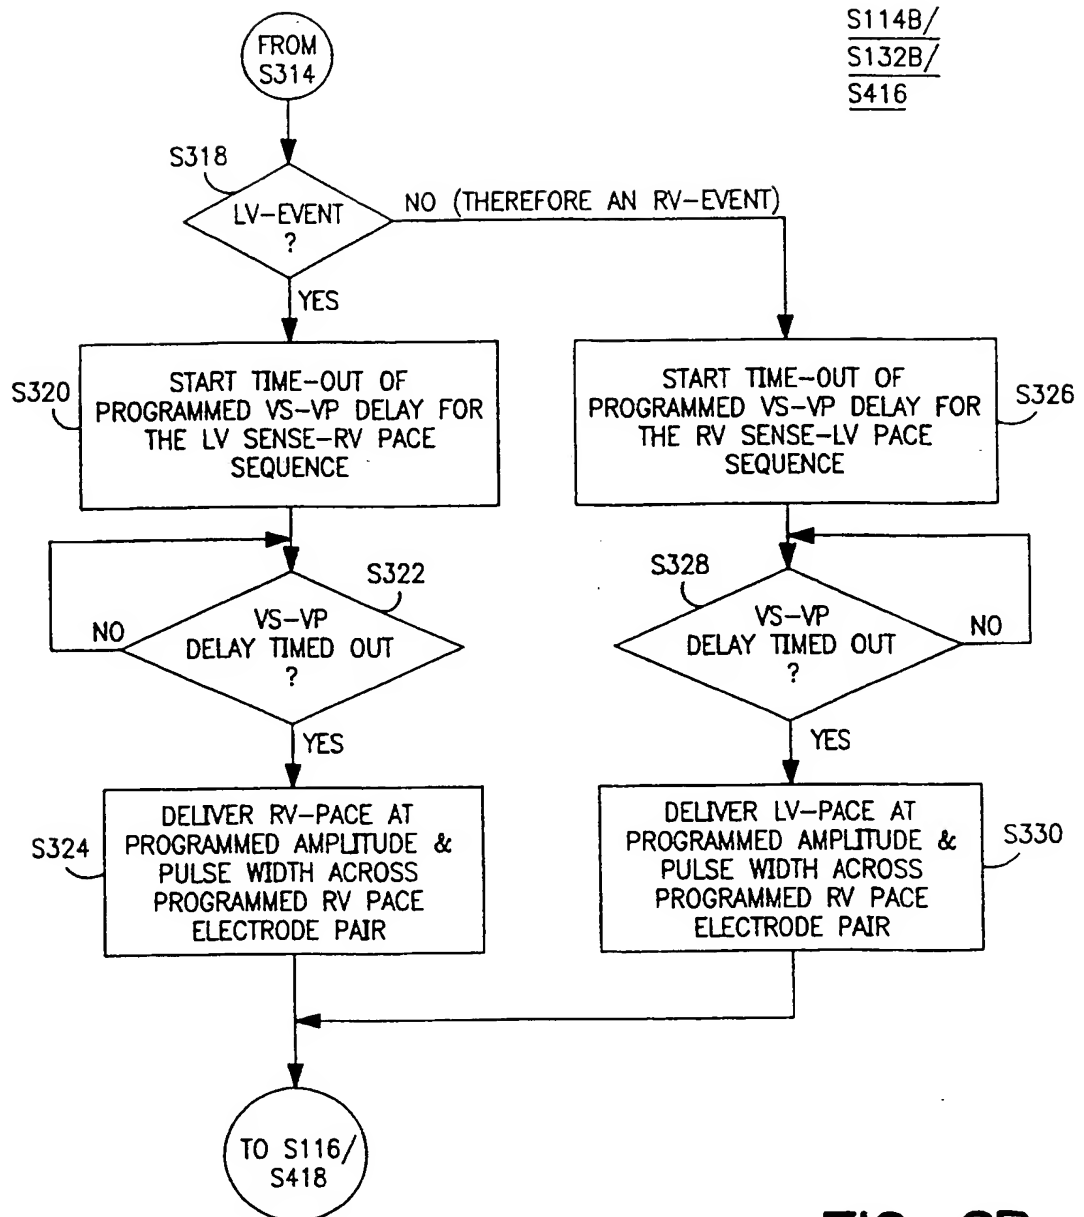 S114B/
S132B/
S416
FROM
S314
S318
LV-EVENT
?
NO (THEREFORE AN RV-EVENT)
YES
S320
START TIME-OUT OF
PROGRAMMED VS-VP DELAY FOR
THE LV SENSE-RV PACE
SEQUENCE
START TIME-OUT OF
PROGRAMMED VS-VP DELAY FOR
THE RV SENSE-LV PACE
SEQUENCE
S326
S322
VS-VP
DELAY TIMED OUT
?
NO
YES
S328
VS-VP
DELAY TIMED OUT
?
NO
YES
S324
DELIVER RV-PACE AT
PROGRAMMED AMPLITUDE &
PULSE WIDTH ACROSS
PROGRAMMED RV PACE
ELECTRODE PAIR
DELIVER LV-PACE AT
PROGRAMMED AMPLITUDE &
PULSE WIDTH ACROSS
PROGRAMMED RV PACE
ELECTRODE PAIR
S330
TO S116/
S418